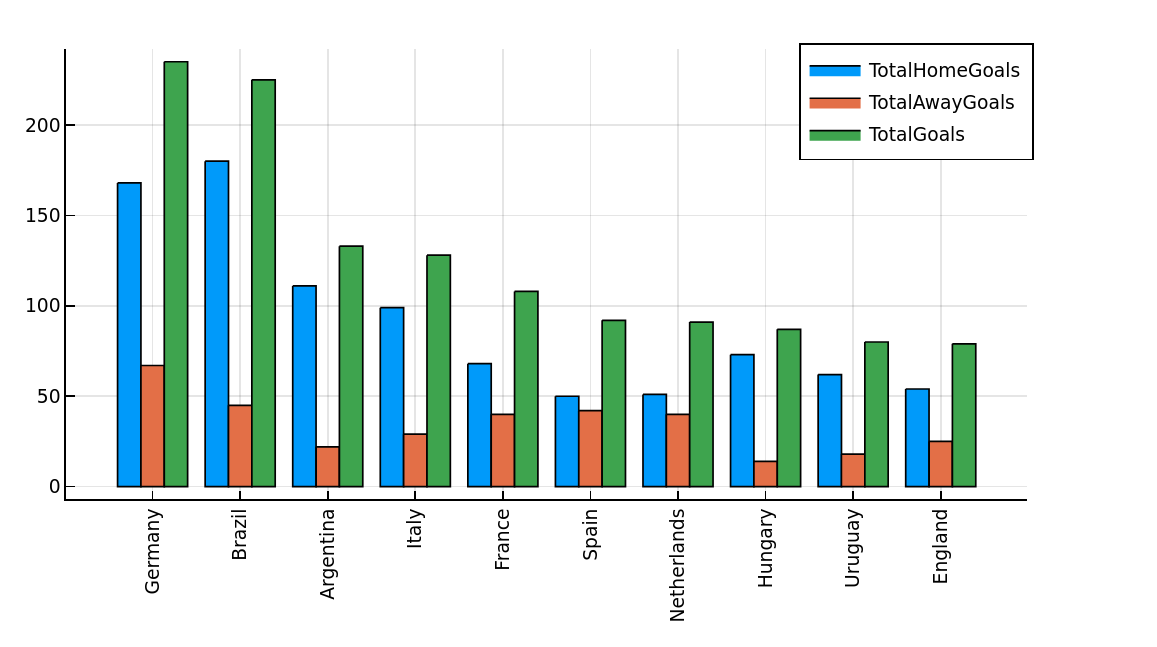 TotalHomeGoals
TotalAwayGoals
TotalGoals
200
150
100
50
0
Germany
Brazil
Argentina
Italy
France
Spain
Netherlands
Hungary
Uruguay
England